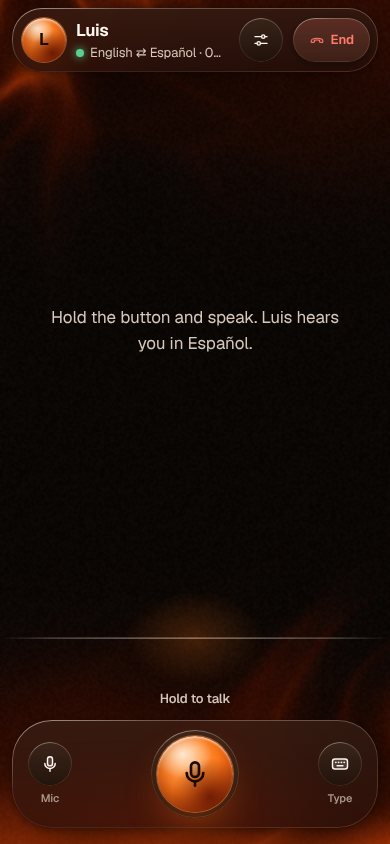 L
Luis
English ⇄ Español · 0...
End
Hold the button and speak. Luis hears
you in Español.
Hold to talk
Mic
Type